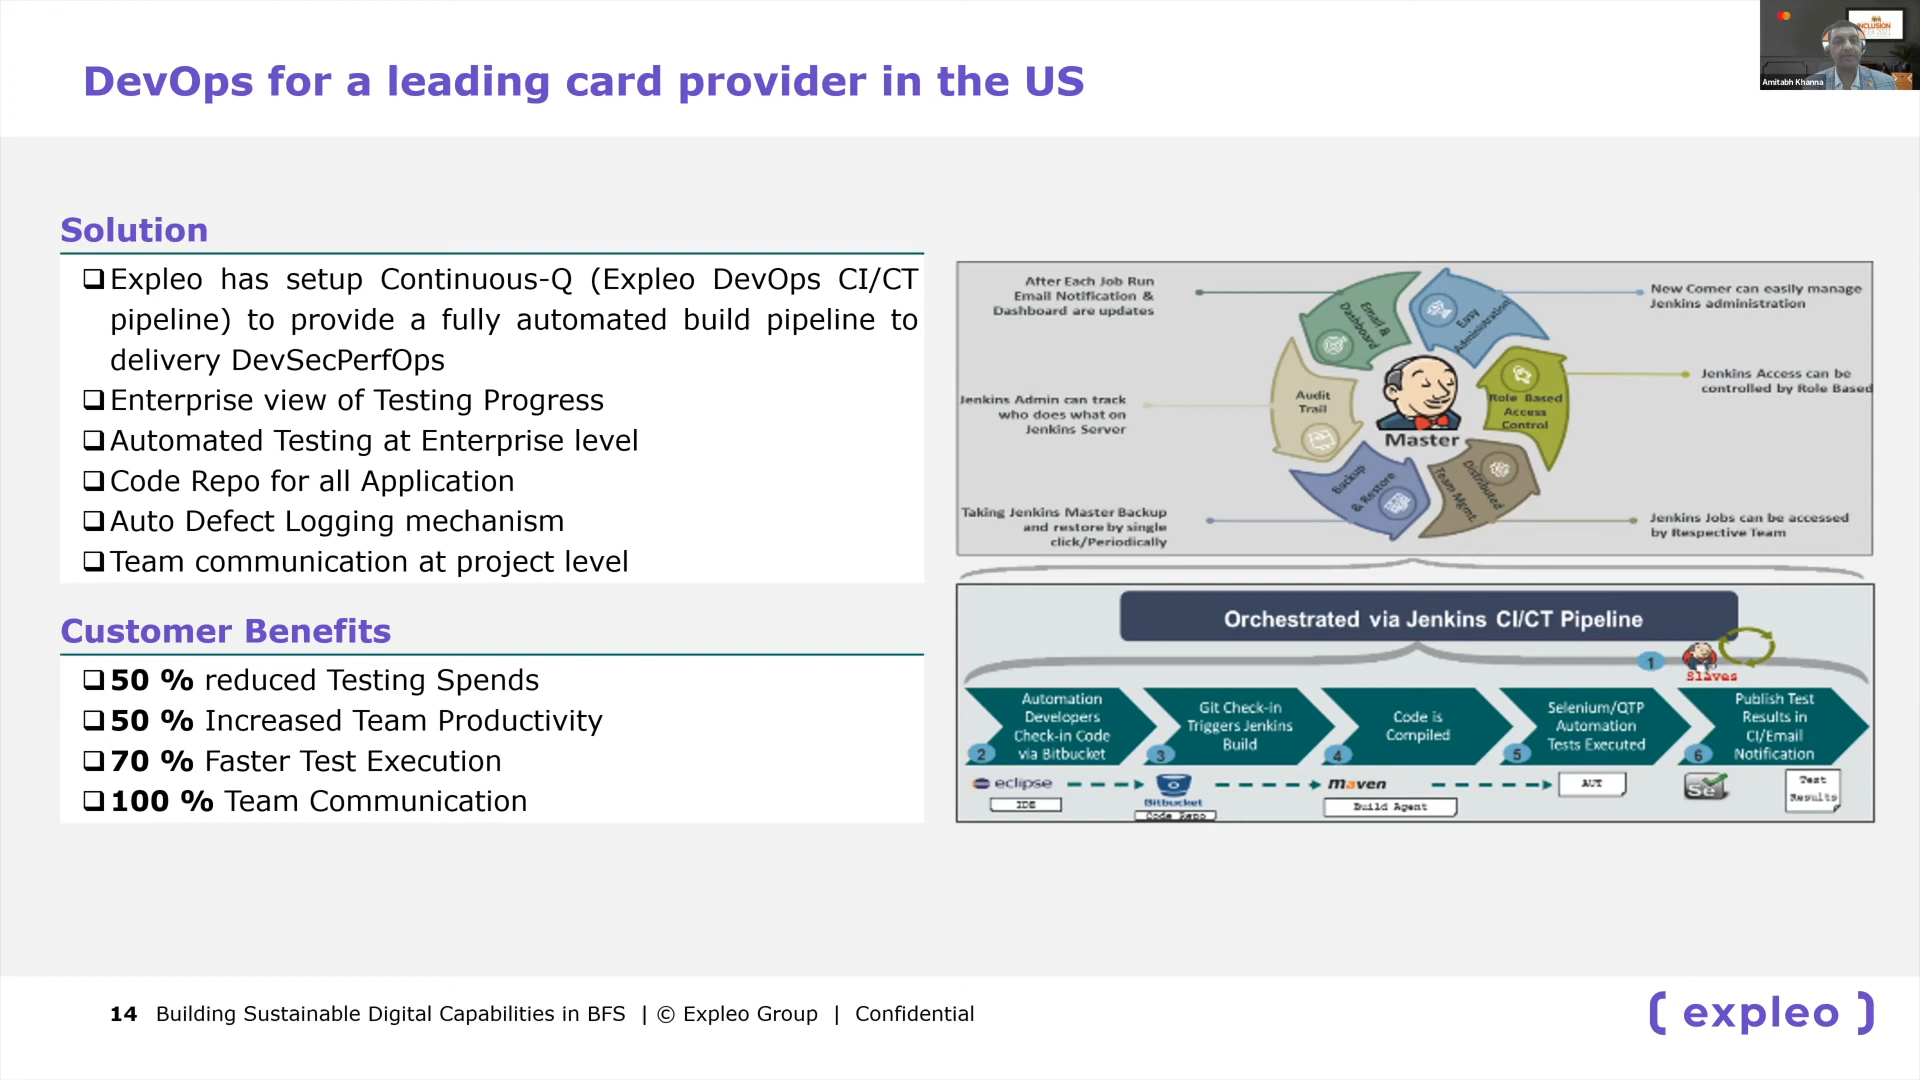 DevOps for a leading card provider in the US
INCLUSION
Amitabh Khanna
Solution
❑Expleo has setup Continuous-Q (Expleo DevOps CI/CT
pipeline) to provide a fully automated build pipeline to
delivery DevSecPerfOps
❑Enterprise view of Testing Progress
❑Automated Testing at Enterprise level
❑Code Repo for all Application
❑Auto Defect Logging mechanism
❑Team communication at project level
Customer Benefits
❑50 % reduced Testing Spends
❑50 % Increased Team Productivity
❑70 % Faster Test Execution
❑100 % Team Communication
After Each Job Run
Email Notification &
Dashboard are updates
Jenkins Admin can track
who does what on
Jenkins Server
Taking Jenkins Master Backup
and restore by single
click/Periodically
Email &
Dashboard
Easy
Administration
Audit
Trail
Role Based
Access
Control
Master
Backup
& Restore
Distributed
Team Mgmt.
New Comer can easily manage
Jenkins administration
Jenkins Access can be
controlled by Role Based
Jenkins Jobs can be accessed
by Respective Team
Orchestrated via Jenkins CI/CT Pipeline
1
Slaves
Automation
Developers
Check-in Code
via Bitbucket
2
Git Check-in
Triggers Jenkins
Build
3
Code is
Compiled
4
Selenium/QTP
Automation
Tests Executed
5
Publish Test
Results in
CI/Email
Notification
6
eclipse
IDE
Bitbucket
Code Repo
maven
Build Agent
AUT
Se
Test
Results
14 Building Sustainable Digital Capabilities in BFS | © Expleo Group | Confidential
( expleo )